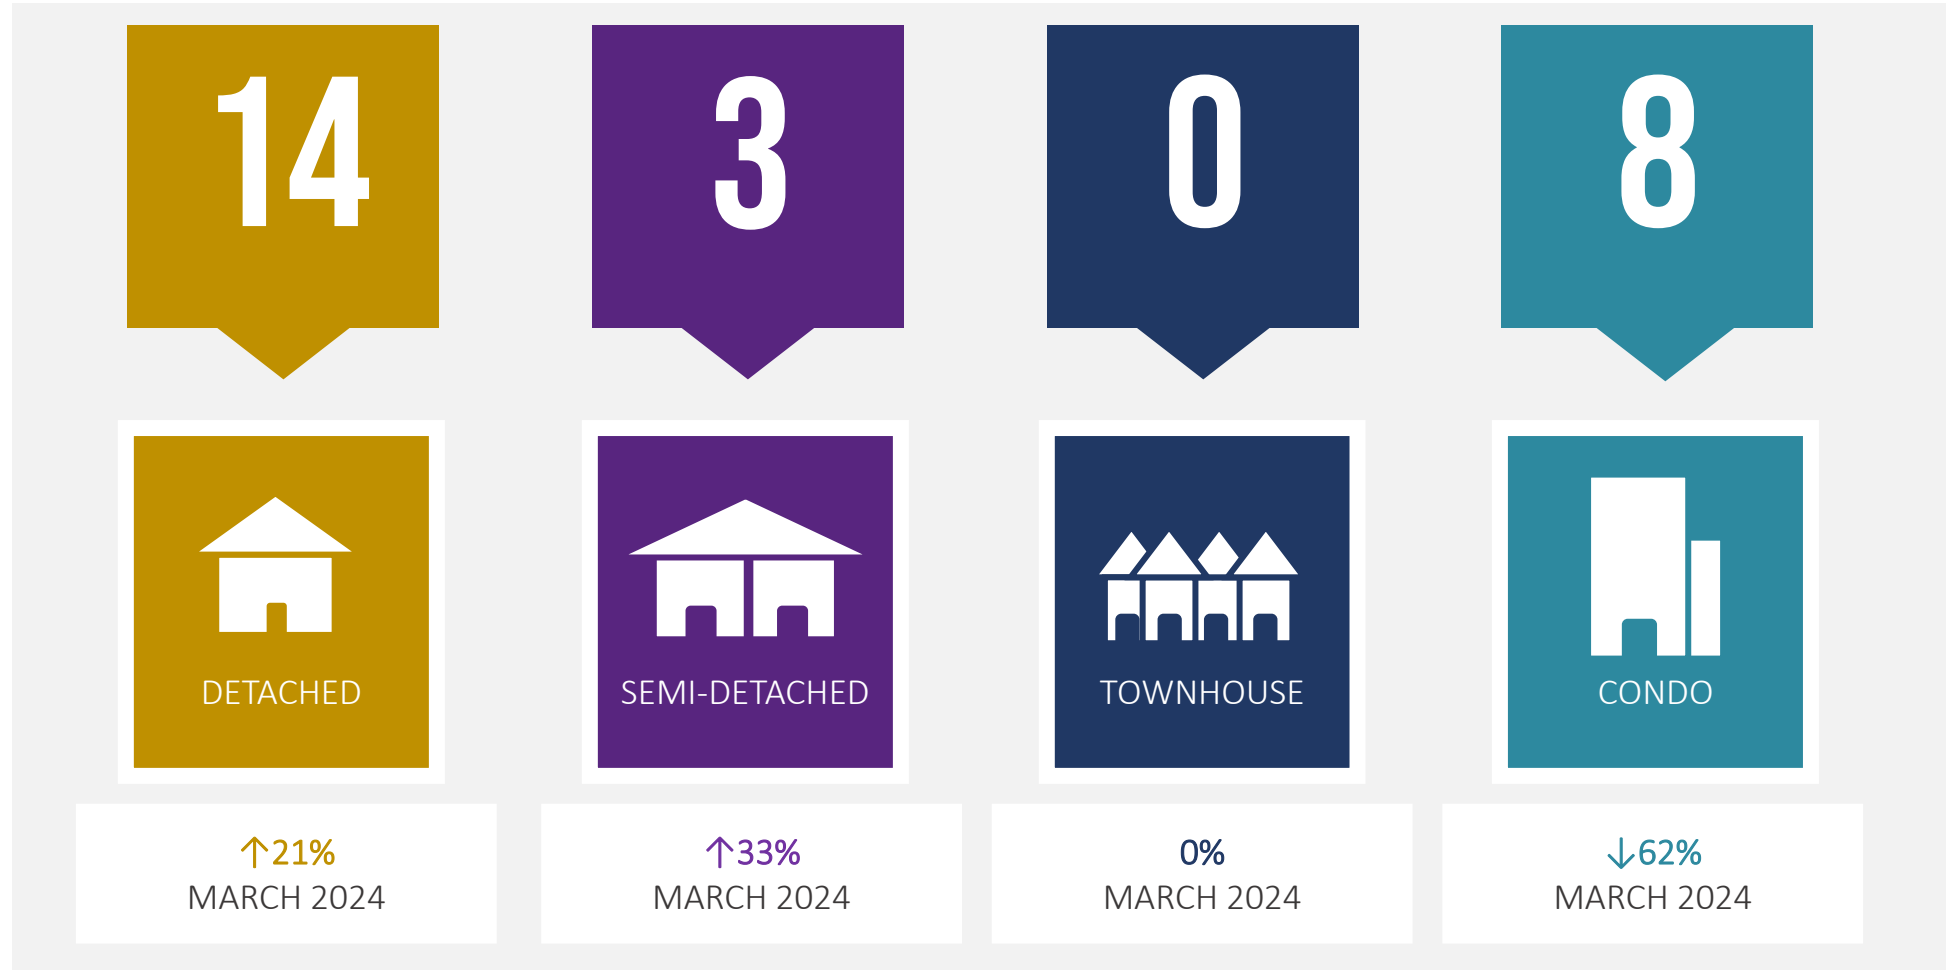 14
3
0
8
DETACHED
SEMI-DETACHED
TOWNHOUSE
CONDO
↑21%
MARCH 2024
↑33%
MARCH 2024
0%
MARCH 2024
↓62%
MARCH 2024